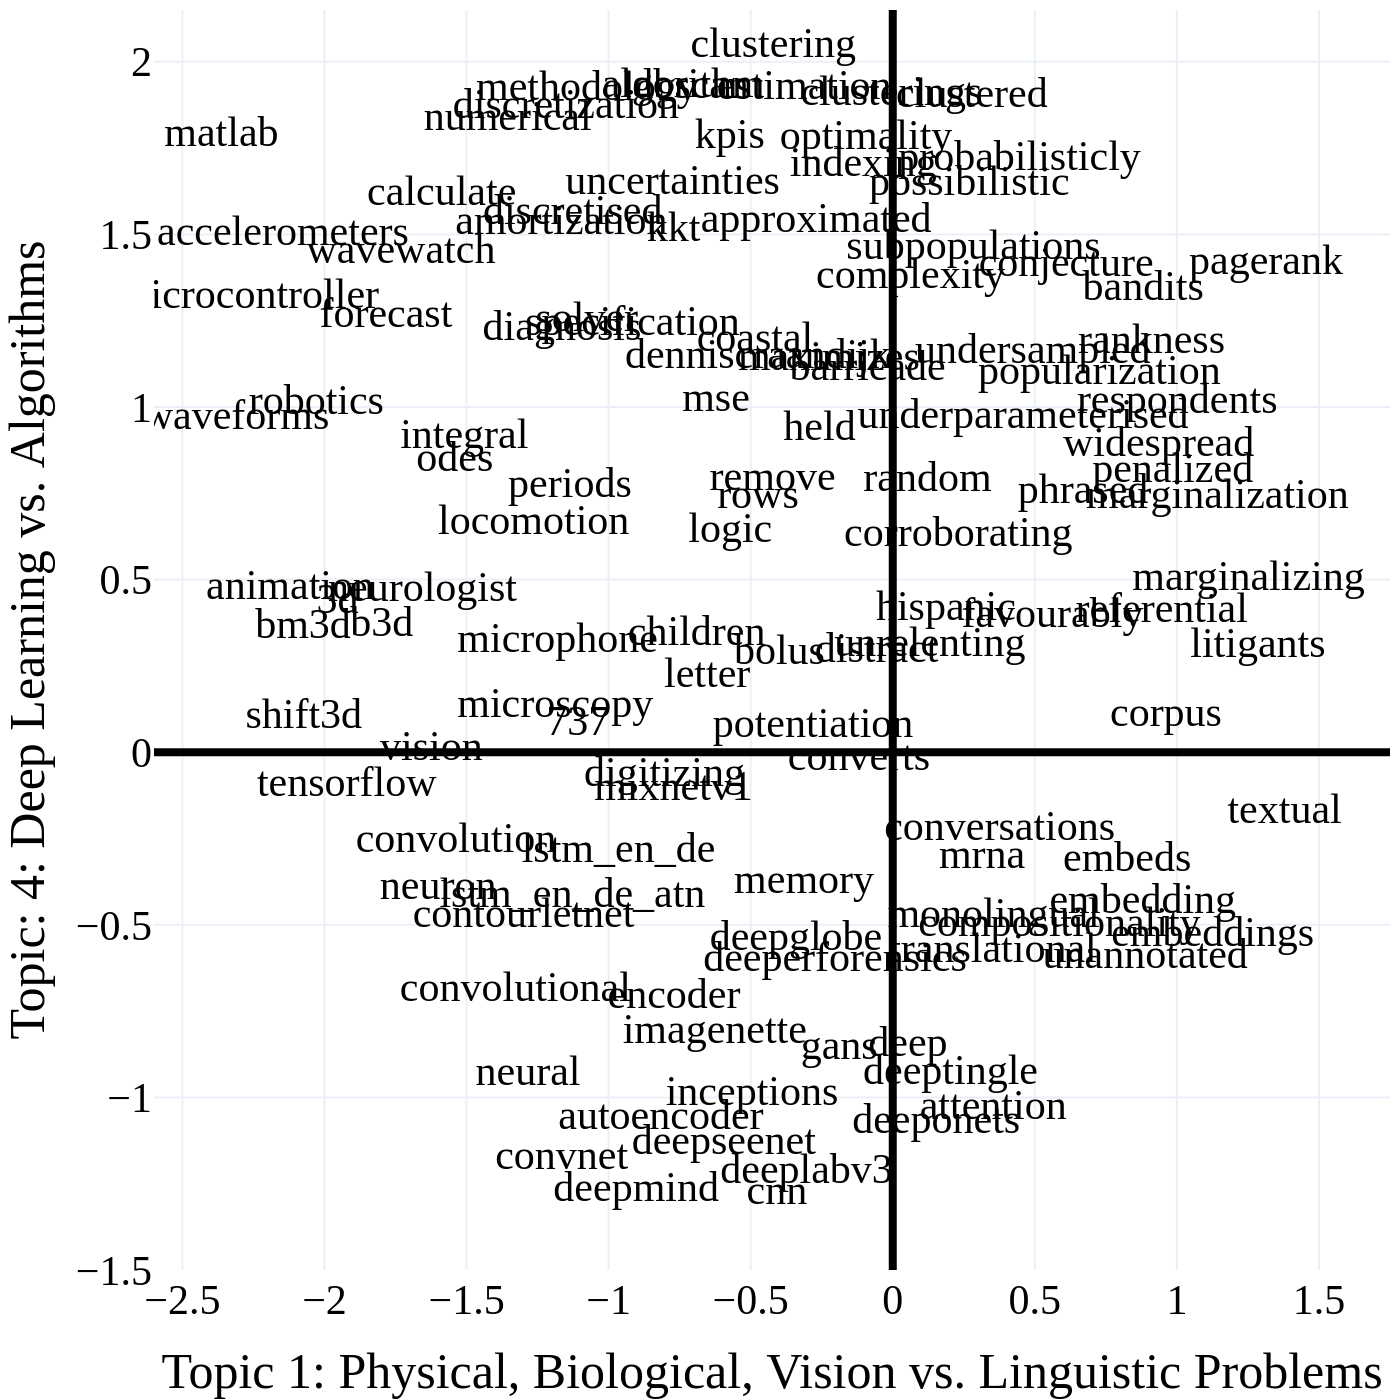 clustering
2
methodology
algorithm
dbscan
estimation
clusterings
clustered
discretization
numerical
matlab
kpis
optimality
indexing
probabilisticly
possibilistic
uncertainties
calculate
discretised
amortization
kkt
approximated
1.5
accelerometers
wavewatch
subpopulations
conjecture
pagerank
complexity
bandits
icrocontroller
forecast
solver
specification
diagnosis
coastal
rankness
undersampled
barricade
popularization
mse
robotics
respondents
1
waveforms
held
underparameterised
integral
widespread
odes
penalized
periods
remove
random
rows
phrased
marginalization
locomotion
logic
corroborating
0.5
animation
neurologist
3d
marginalizing
bm3d
b3d
hispanic
favourably
referential
microphone
children
bolus
distract
unrelenting
litigants
letter
microscopy
737
shift3d
potentiation
corpus
0
vision
converts
tensorflow
digitizing
mxnetv1
textual
convolution
lstm_en_de
conversations
mrna
embeds
neuron
lstm_en_de_atn
memory
embedding
contourletnet
monolingual
compositionality
−0.5
deepglobe
embeddings
deeperforensics
translational
unannotated
convolutional
encoder
imagenette
gans
deep
neural
deeptingle
inceptions
−1
attention
autoencoder
deeponets
deepseenet
convnet
deeplabv3
deepmind
cnn
−1.5
−2.5 −2 −1.5 −1 −0.5 0 0.5 1 1.5
Topic 1: Physical, Biological, Vision vs. Linguistic Problems
Topic: 4: Deep Learning vs. Algorithms